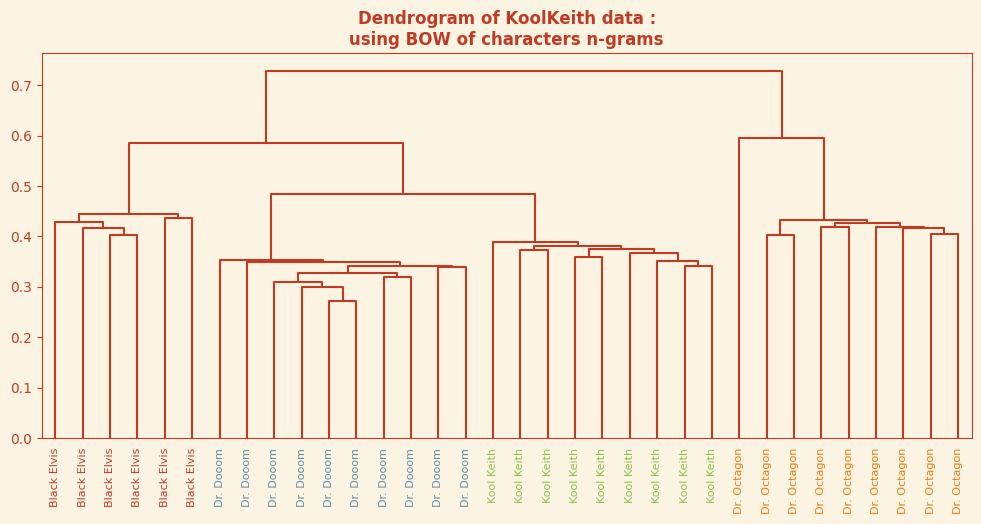 Dendrogram of KoolKeith data :
using BOW of characters n-grams
0.7
0.6
0.5
0.4
0.3
0.2
0.1
0.0
Black Elvis
Black Elvis
Black Elvis
Black Elvis
Black Elvis
Black Elvis
Dr. Dooom
Dr. Dooom
Dr. Dooom
Dr. Dooom
Dr. Dooom
Dr. Dooom
Dr. Dooom
Dr. Dooom
Dr. Dooom
Dr. Dooom
Kool Keith
Kool Keith
Kool Keith
Kool Keith
Kool Keith
Kool Keith
Kool Keith
Kool Keith
Kool Keith
Dr. Octagon
Dr. Octagon
Dr. Octagon
Dr. Octagon
Dr. Octagon
Dr. Octagon
Dr. Octagon
Dr. Octagon
Dr. Octagon